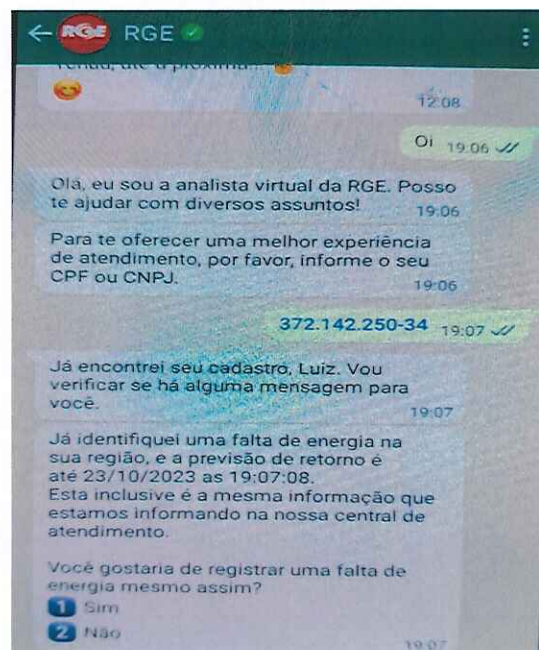 RGE RGE
até a próxima...
12:08
Oi 19:06
Olá, eu sou a analista virtual da RGE. Posso
te ajudar com diversos assuntos! 19:06
Para te oferecer uma melhor experiência
de atendimento, por favor, informe o seu
CPF ou CNPJ. 19:06
372.142.250-34 19:07
Já encontrei seu cadastro, Luiz. Vou
verificar se há alguma mensagem para
você. 19:07
Já identifiquei uma falta de energia na
sua região, e a previsão de retorno é
até 23/10/2023 as 19:07:08.
Esta inclusive é a mesma informação que
estamos informando na nossa central de
atendimento.
Você gostaria de registrar uma falta de
energia mesmo assim?
1 Sim
2 Não
19:07